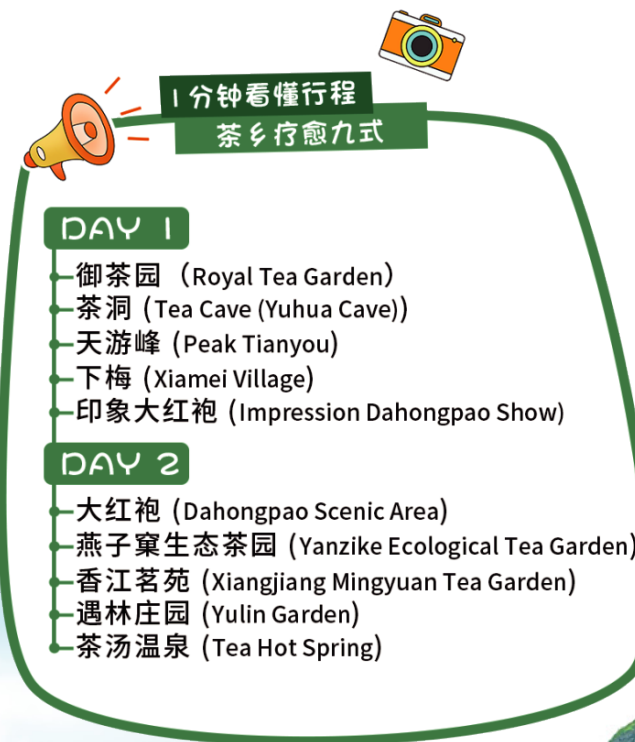 1分钟看懂行程
茶乡疗愈九式
DAY 1
御茶园（Royal Tea Garden）
茶洞 (Tea Cave (Yuhua Cave))
天游峰 (Peak Tianyou)
下梅 (Xiamei Village)
印象大红袍 (Impression Dahongpao Show)
DAY 2
大红袍 (Dahongpao Scenic Area)
燕子窠生态茶园 (Yanzike Ecological Tea Garden)
香江茗苑 (Xiangjiang Mingyuan Tea Garden)
遇林庄园 (Yulin Garden)
茶汤温泉 (Tea Hot Spring)